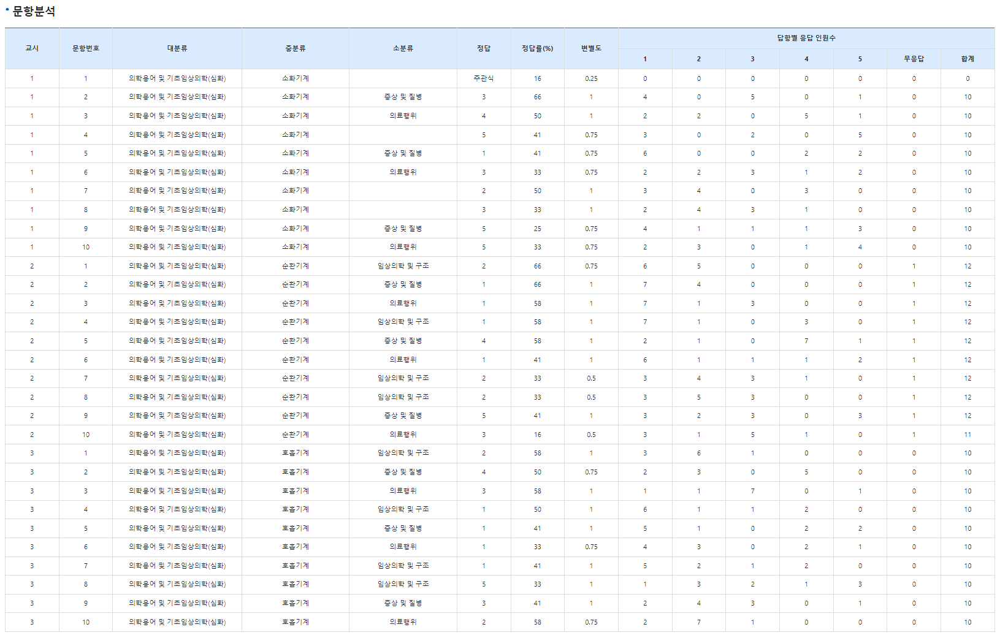 • 문항분석
교시 문항번호 대분류 중분류 소분류 정답 정답률(%) 변별도 답항별 응답 인원수
1 2 3 4 5 무응답 합계
1 1 의학용어 및 기초임상의학(심화) 소화기계 주관식 16 0.25 0 0 0 0 0 0 0
1 2 의학용어 및 기초임상의학(심화) 소화기계 증상 및 질병 3 66 1 4 0 5 0 1 0 10
1 3 의학용어 및 기초임상의학(심화) 소화기계 의료행위 4 50 1 2 2 0 5 1 0 10
1 4 의학용어 및 기초임상의학(심화) 소화기계 5 41 0.75 3 0 2 0 5 0 10
1 5 의학용어 및 기초임상의학(심화) 소화기계 증상 및 질병 1 41 0.75 6 0 0 2 2 0 10
1 6 의학용어 및 기초임상의학(심화) 소화기계 의료행위 3 33 0.75 2 2 3 1 2 0 10
1 7 의학용어 및 기초임상의학(심화) 소화기계 2 50 1 3 4 0 3 0 0 10
1 8 의학용어 및 기초임상의학(심화) 소화기계 3 33 1 2 4 3 1 0 0 10
1 9 의학용어 및 기초임상의학(심화) 소화기계 증상 및 질병 5 25 0.75 4 1 1 1 3 0 10
1 10 의학용어 및 기초임상의학(심화) 소화기계 의료행위 5 33 0.75 2 3 0 1 4 0 10
2 1 의학용어 및 기초임상의학(심화) 순환기계 임상의학 및 구조 2 66 0.75 6 5 0 0 0 1 12
2 2 의학용어 및 기초임상의학(심화) 순환기계 증상 및 질병 1 66 1 7 4 0 0 0 1 12
2 3 의학용어 및 기초임상의학(심화) 순환기계 의료행위 1 58 1 7 1 3 0 0 1 12
2 4 의학용어 및 기초임상의학(심화) 순환기계 임상의학 및 구조 1 58 1 7 1 0 3 0 1 12
2 5 의학용어 및 기초임상의학(심화) 순환기계 증상 및 질병 4 58 1 2 1 0 7 1 1 12
2 6 의학용어 및 기초임상의학(심화) 순환기계 의료행위 1 41 1 6 1 1 1 2 1 12
2 7 의학용어 및 기초임상의학(심화) 순환기계 임상의학 및 구조 2 33 0.5 3 4 3 1 0 1 12
2 8 의학용어 및 기초임상의학(심화) 순환기계 임상의학 및 구조 2 33 0.5 3 5 3 0 0 1 12
2 9 의학용어 및 기초임상의학(심화) 순환기계 증상 및 질병 5 41 1 3 2 3 0 3 1 12
2 10 의학용어 및 기초임상의학(심화) 순환기계 의료행위 3 16 0.5 3 1 5 1 0 1 11
3 1 의학용어 및 기초임상의학(심화) 호흡기계 임상의학 및 구조 2 58 1 3 6 1 0 0 0 10
3 2 의학용어 및 기초임상의학(심화) 호흡기계 증상 및 질병 4 50 0.75 2 3 0 5 0 0 10
3 3 의학용어 및 기초임상의학(심화) 호흡기계 의료행위 3 58 1 1 1 7 0 1 0 10
3 4 의학용어 및 기초임상의학(심화) 호흡기계 임상의학 및 구조 1 50 1 6 1 1 2 0 0 10
3 5 의학용어 및 기초임상의학(심화) 호흡기계 증상 및 질병 1 41 1 5 1 0 2 2 0 10
3 6 의학용어 및 기초임상의학(심화) 호흡기계 의료행위 1 33 0.75 4 3 0 2 1 0 10
3 7 의학용어 및 기초임상의학(심화) 호흡기계 임상의학 및 구조 1 41 1 5 2 1 2 0 0 10
3 8 의학용어 및 기초임상의학(심화) 호흡기계 임상의학 및 구조 5 33 1 1 3 2 1 3 0 10
3 9 의학용어 및 기초임상의학(심화) 호흡기계 증상 및 질병 3 41 1 2 4 3 0 1 0 10
3 10 의학용어 및 기초임상의학(심화) 호흡기계 의료행위 2 58 0.75 2 7 1 0 0 0 10